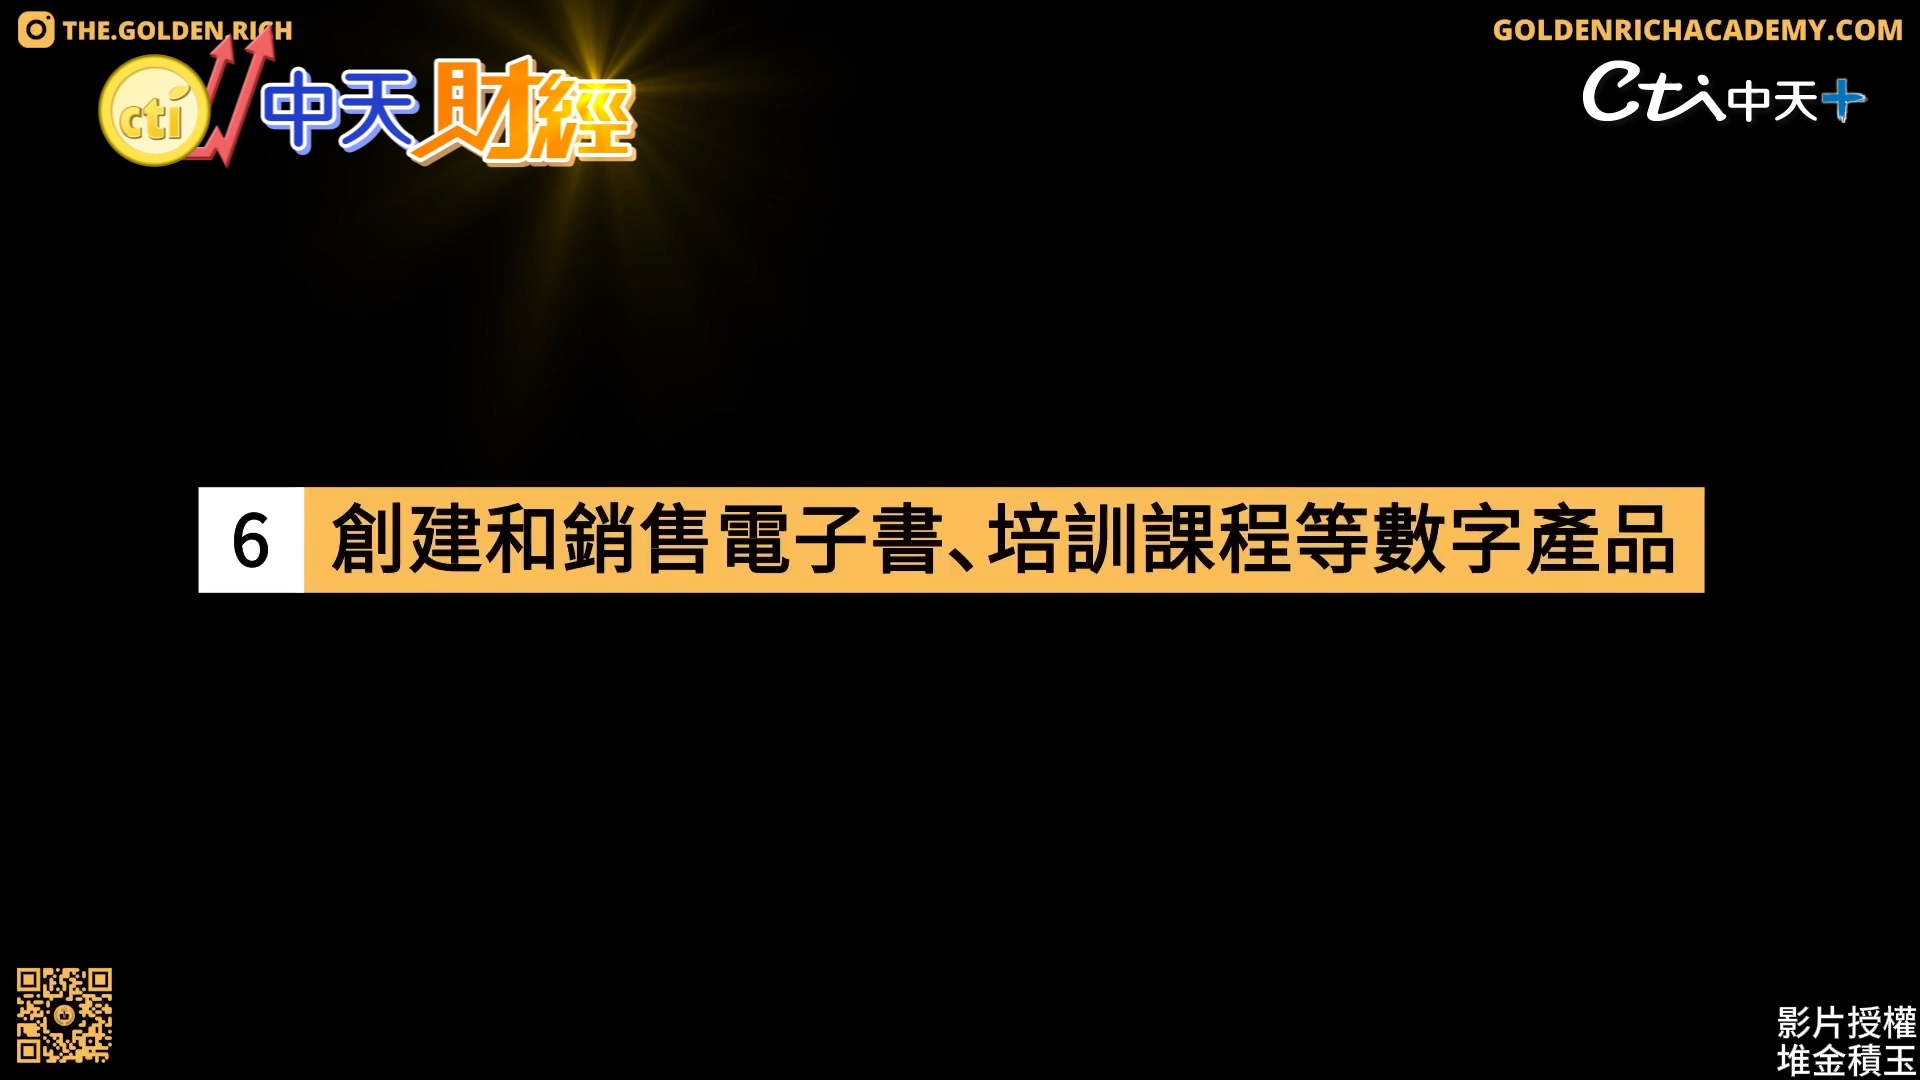 THE.GOLDEN.RICH
GOLDENRICHACADEMY.COM
cti
中天財經
cti中天+
6 創建和銷售電子書、培訓課程等數字產品
影片授權
堆金積玉